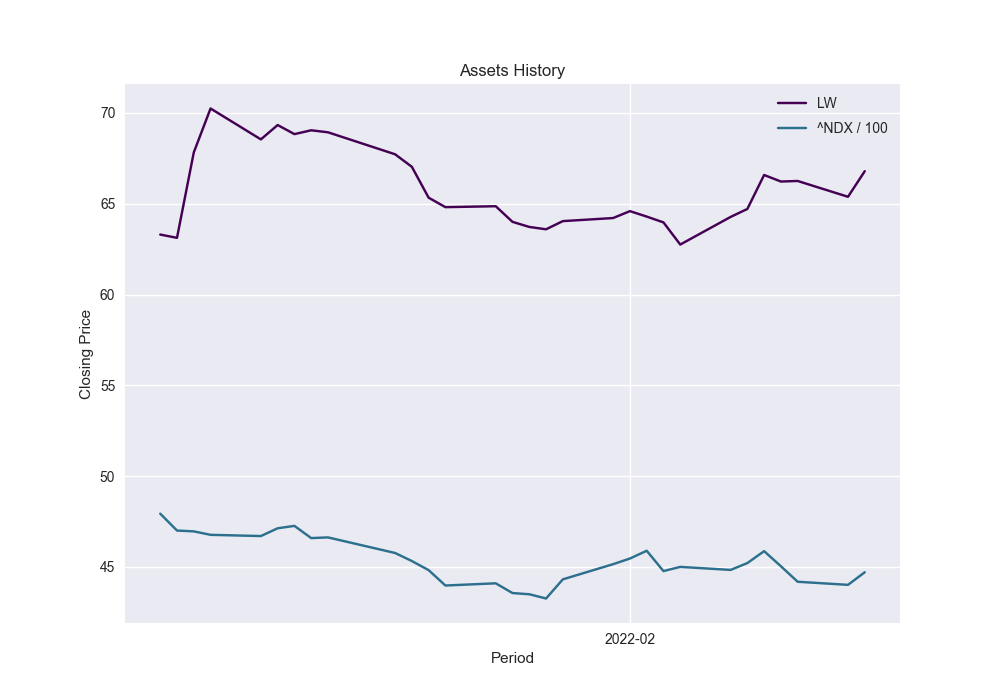 Assets History
LW
^NDX / 100
70
65
60
55
50
45
Closing Price
2022-02
Period